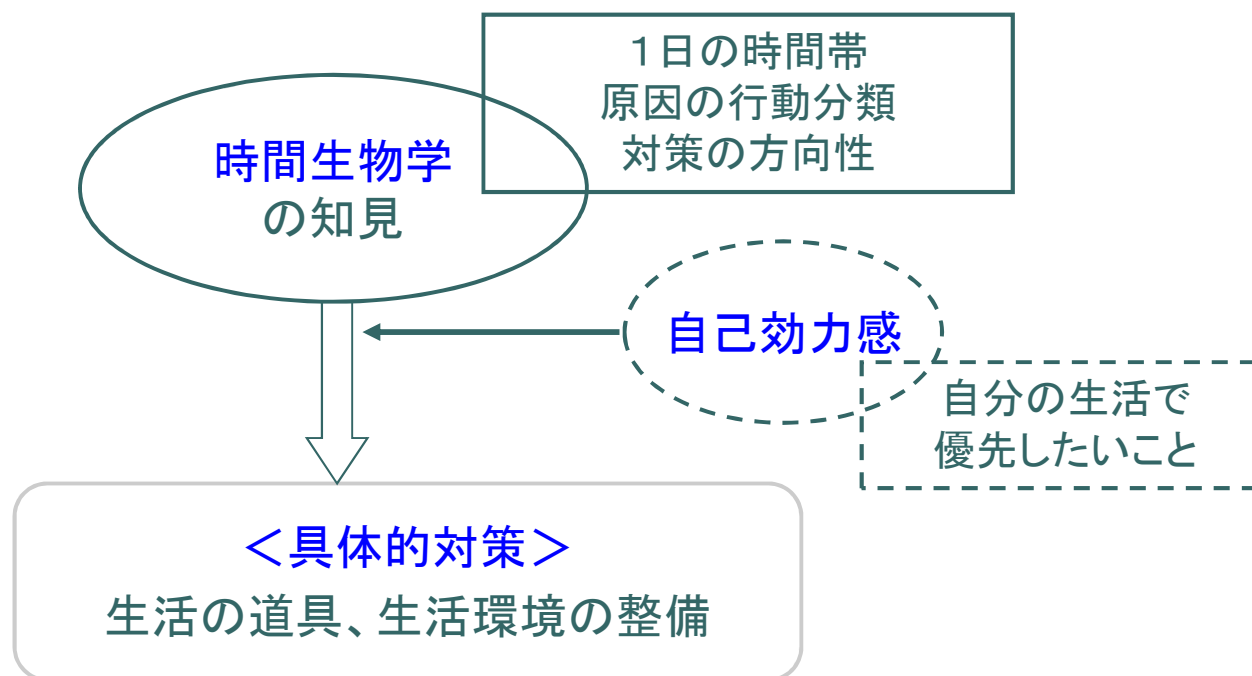 １日の時間帯
原因の行動分類
対策の方向性
時間生物学
の知見
自己効力感
自分の生活で
優先したいこと
＜具体的対策＞
生活の道具、生活環境の整備